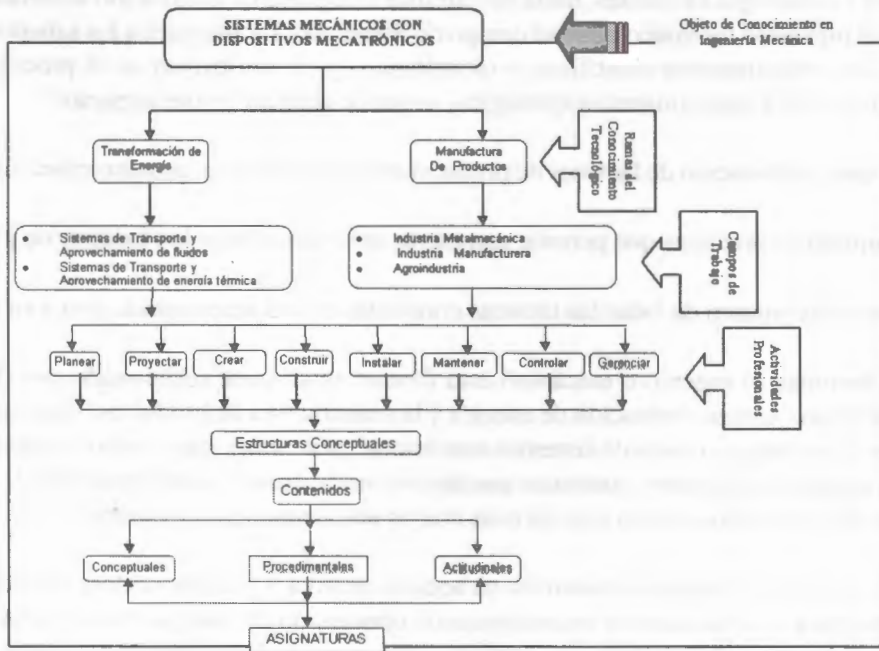 SISTEMAS MECÁNICOS CON
DISPOSITIVOS MECATRÓNICOS
Objeto de Conocimiento en
Ingeniería Mecánica
Transformación de
Energía
Manufactura
De Productos
Rama del
Conocimiento
Tecnológico
Sistemas de Transporte y
Aprovechamiento de fluidos
Sistemas de Transporte y
Aprovechamiento de energía térmica
Industria Metalmecánica
Industria Manufacturera
Agroindustria
Campos de
Trabajo
Planear
Proyectar
Crear
Construir
Instalar
Mantener
Controlar
Gerenciar
Actividades
Profesionales
Estructuras Conceptuales
Contenidos
Conceptuales
Procedimentales
Actitudinales
ASIGNATURAS